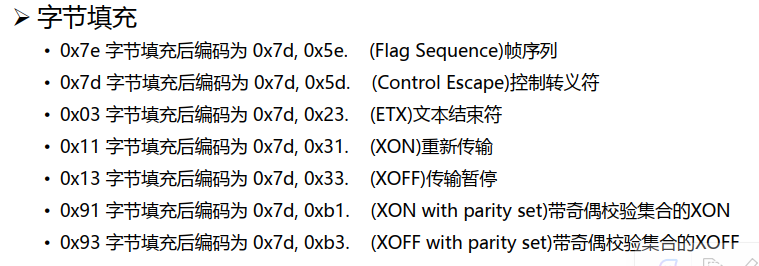 ➢ 字节填充
• 0x7e 字节填充后编码为 0x7d, 0x5e. (Flag Sequence)帧序列
• 0x7d 字节填充后编码为 0x7d, 0x5d. (Control Escape)控制转义符
• 0x03 字节填充后编码为 0x7d, 0x23. (ETX)文本结束符
• 0x11 字节填充后编码为 0x7d, 0x31. (XON)重新传输
• 0x13 字节填充后编码为 0x7d, 0x33. (XOFF)传输暂停
• 0x91 字节填充后编码为 0x7d, 0xb1. (XON with parity set)带奇偶校验集合的XON
• 0x93 字节填充后编码为 0x7d, 0xb3. (XOFF with parity set)带奇偶校验集合的XOFF